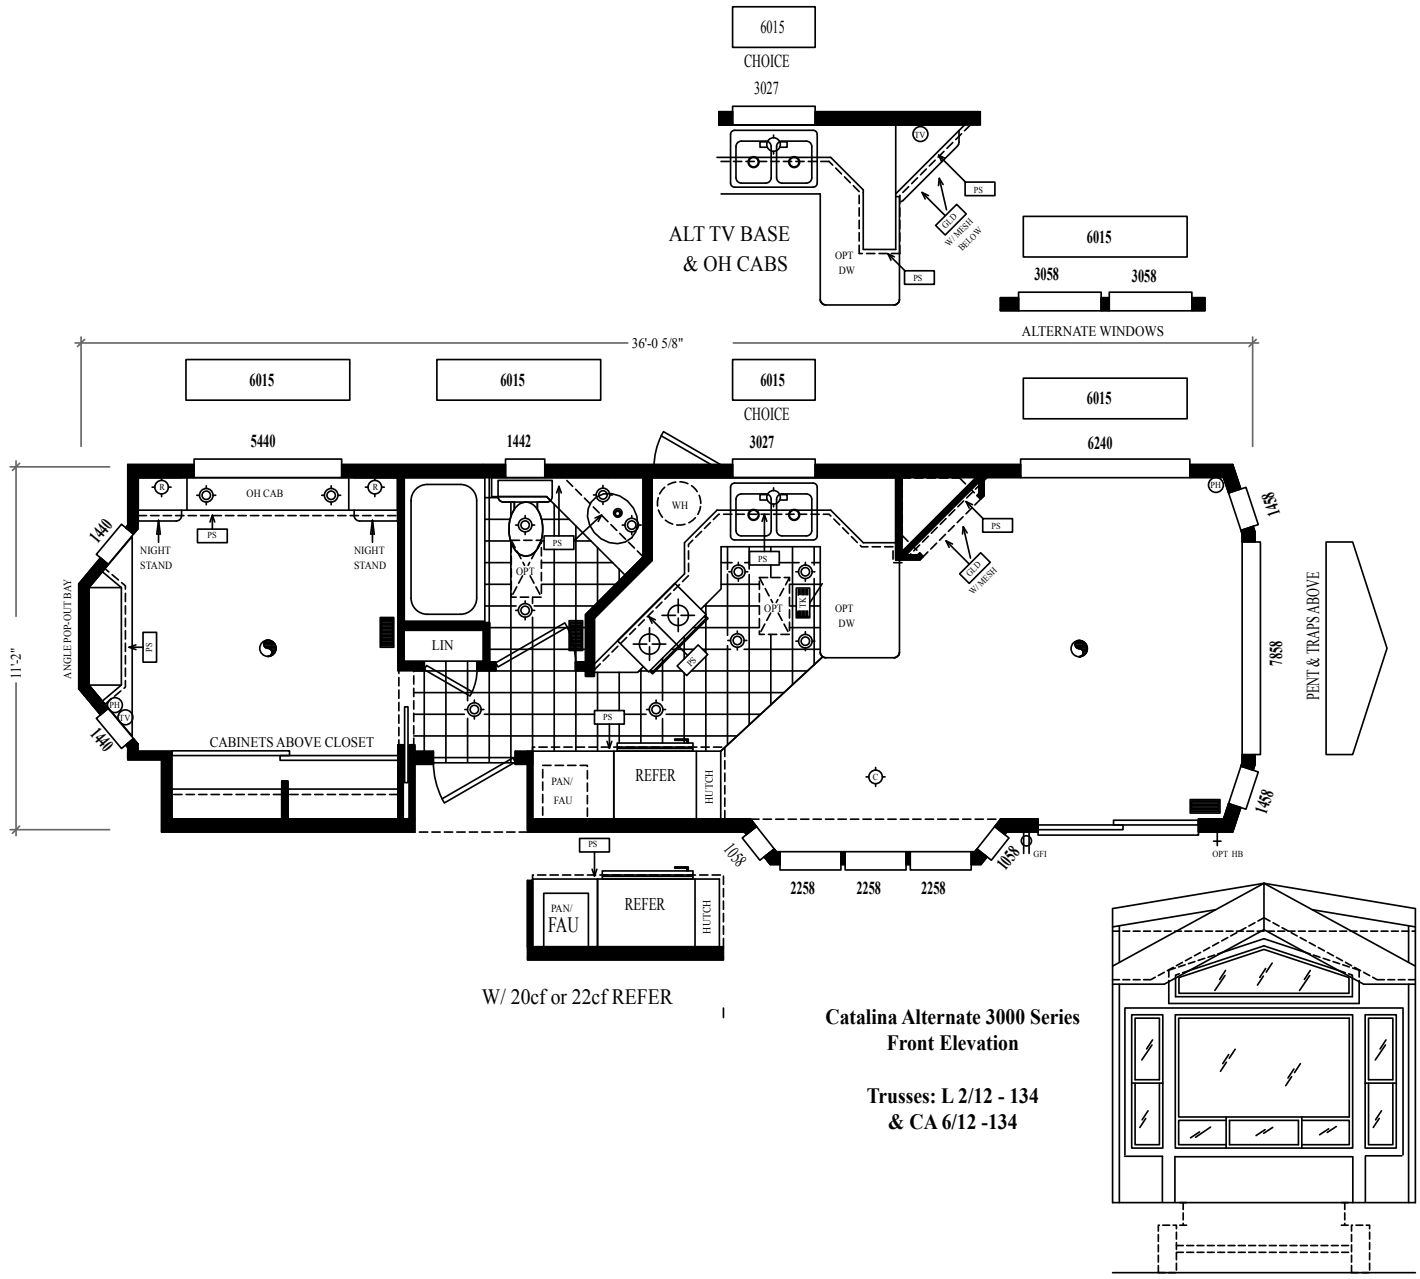 6015
CHOICE
3027
TV
PS
GLD
W/ MESH
BELOW
ALT TV BASE
& OH CABS
OPT
DW
PS
6015
3058
3058
ALTERNATE WINDOWS
36'-0 5/8"
6015
6015
6015
CHOICE
6015
5440
1442
3027
6240
R
OH CAB
R
PS
NIGHT
STAND
NIGHT
STAND
1440
ANGLE POP-OUT BAY
PS
PH
TV
1440
11'-2"
CABINETS ABOVE CLOSET
LIN
PS
OPT
WH
PS
OPT
TK
OPT
DW
PS
PS
GLD
W/ MESH
PH
1458
7858
PENT & TRAPS ABOVE
1458
PS
PAN/
FAU
REFER
HUTCH
C
1058
2258
2258
2258
1058
GFI
OPT HB
PS
PAN/
FAU
REFER
HUTCH
W/ 20cf or 22cf REFER
Catalina Alternate 3000 Series
Front Elevation
Trusses: L 2/12 - 134
& CA 6/12 -134